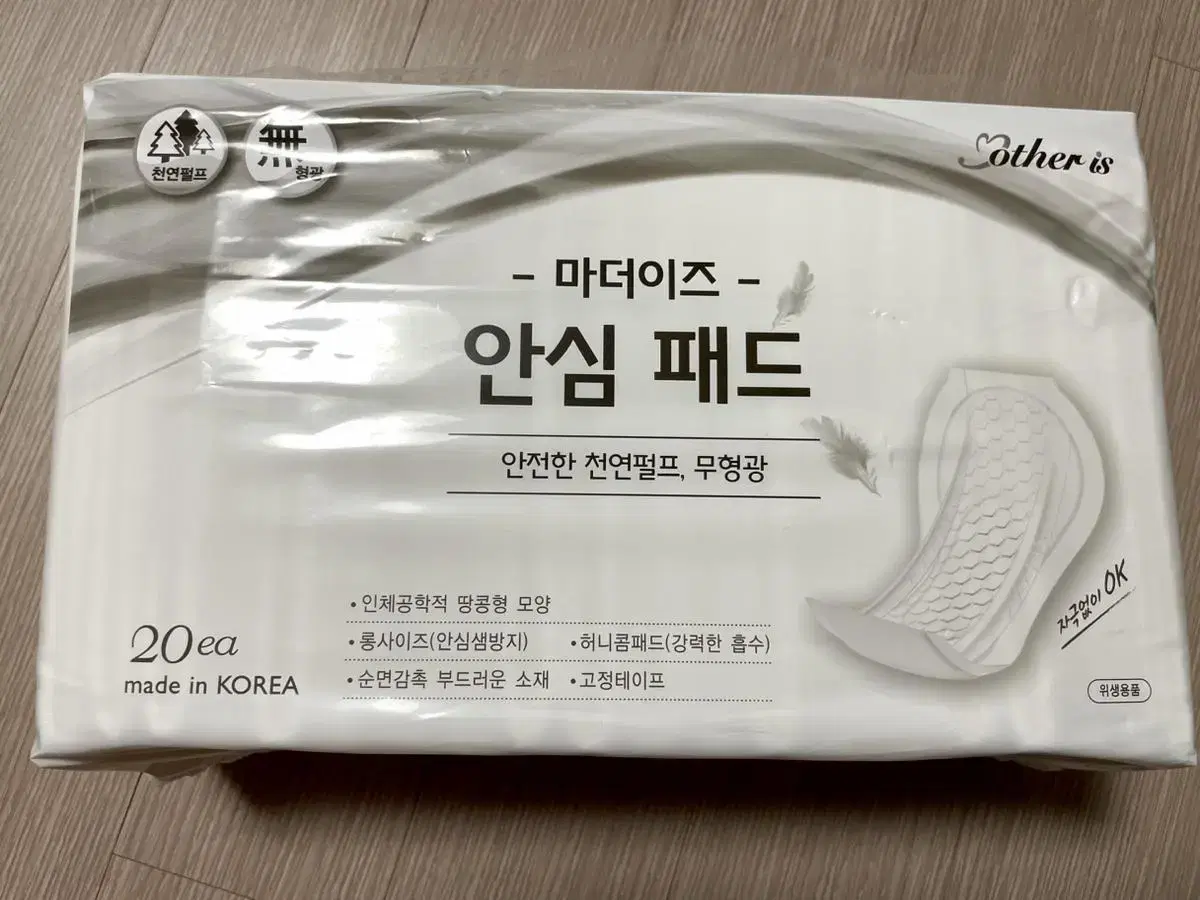 천연펄프
無
형광
Mother is
- 마더이즈 -
안심 패드
안전한 천연펄프, 무형광
• 인체공학적 땅콩형 모양
• 롱사이즈(안심샘방지) • 허니콤패드(강력한 흡수)
• 순면감촉 부드러운 소재 • 고정테이프
20ea
made in KOREA
자극없이 OK
위생용품